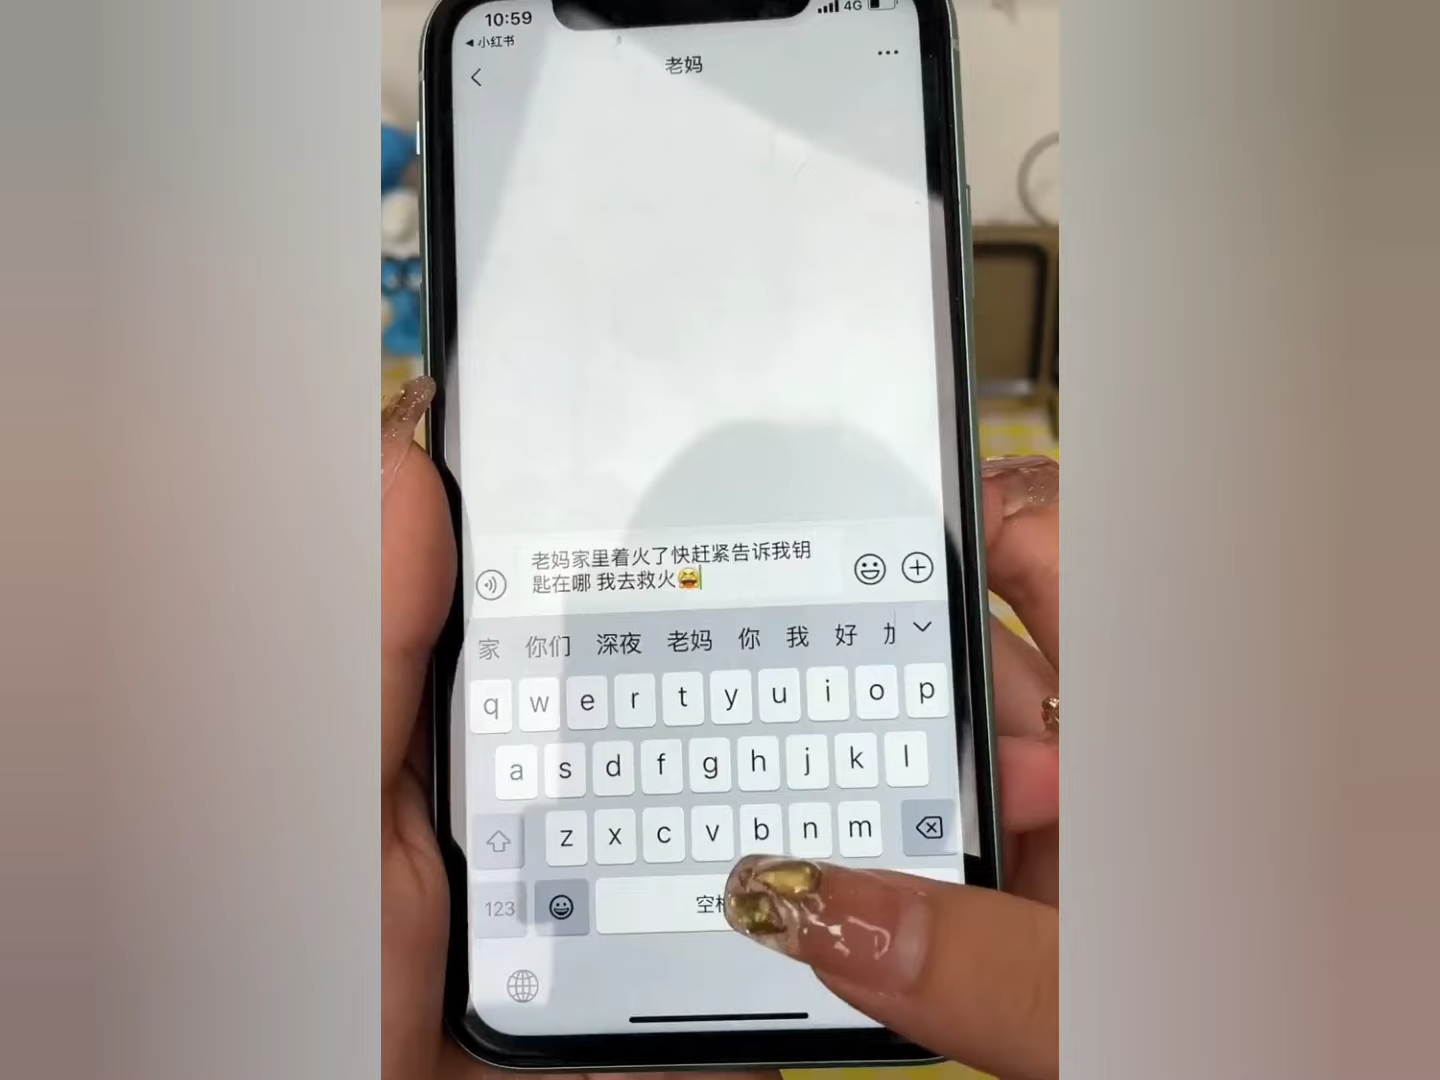 10:59
4G
小红书
老妈
老妈家里着火了快赶紧告诉我钥
匙在哪 我去救火
家 你们 深夜 老妈 你 我 好
q w e r t y u i o p
a s d f g h j k l
z x c v b n m
123 空